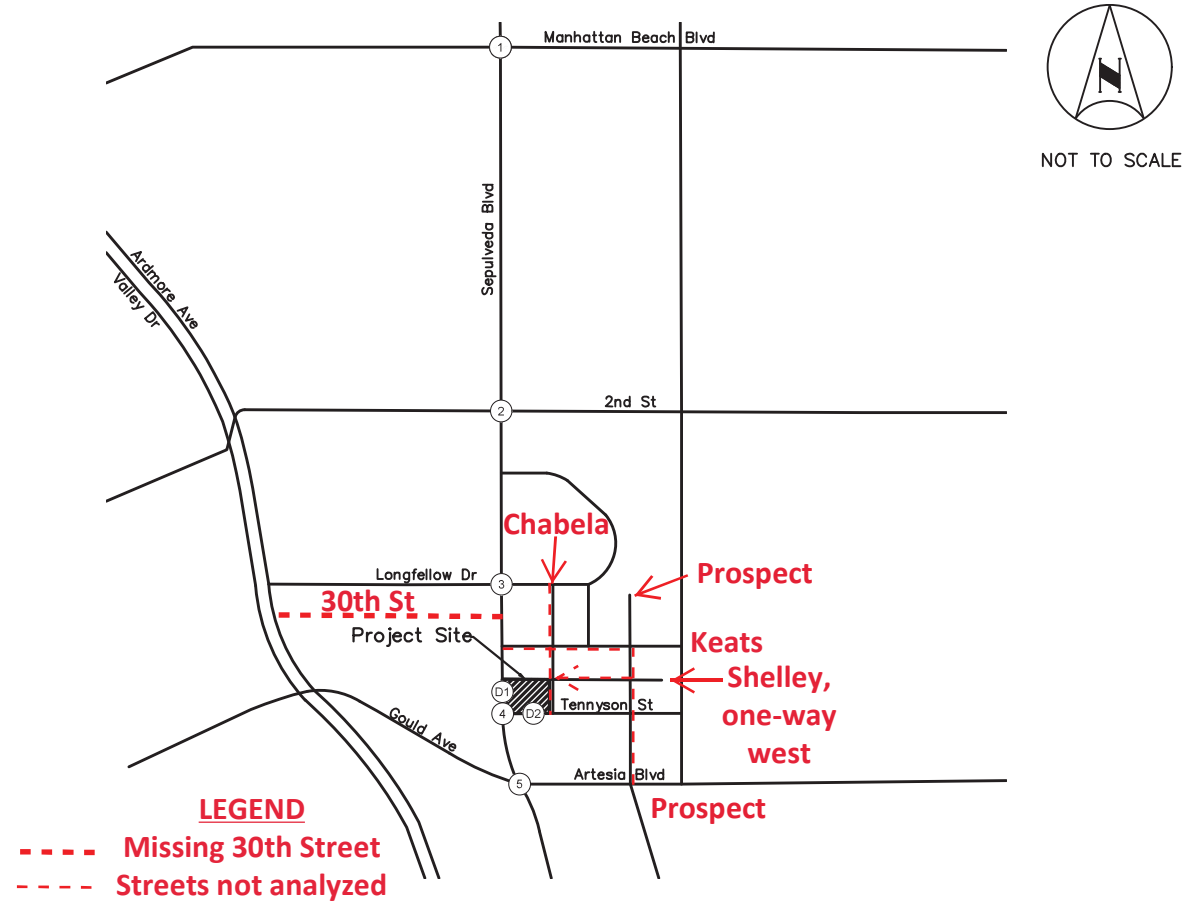 Manhattan Beach Blvd
1
N
NOT TO SCALE
Sepulveda Blvd
Ardmore Ave
Valley Dr
2nd St
2
Chabela
Longfellow Dr
3
Prospect
30th St
Project Site
Keats
Shelley,
one-way
west
D1
Tennyson St
4
D2
Gould Ave
Artesia Blvd
5
Prospect
LEGEND
Missing 30th Street
Streets not analyzed